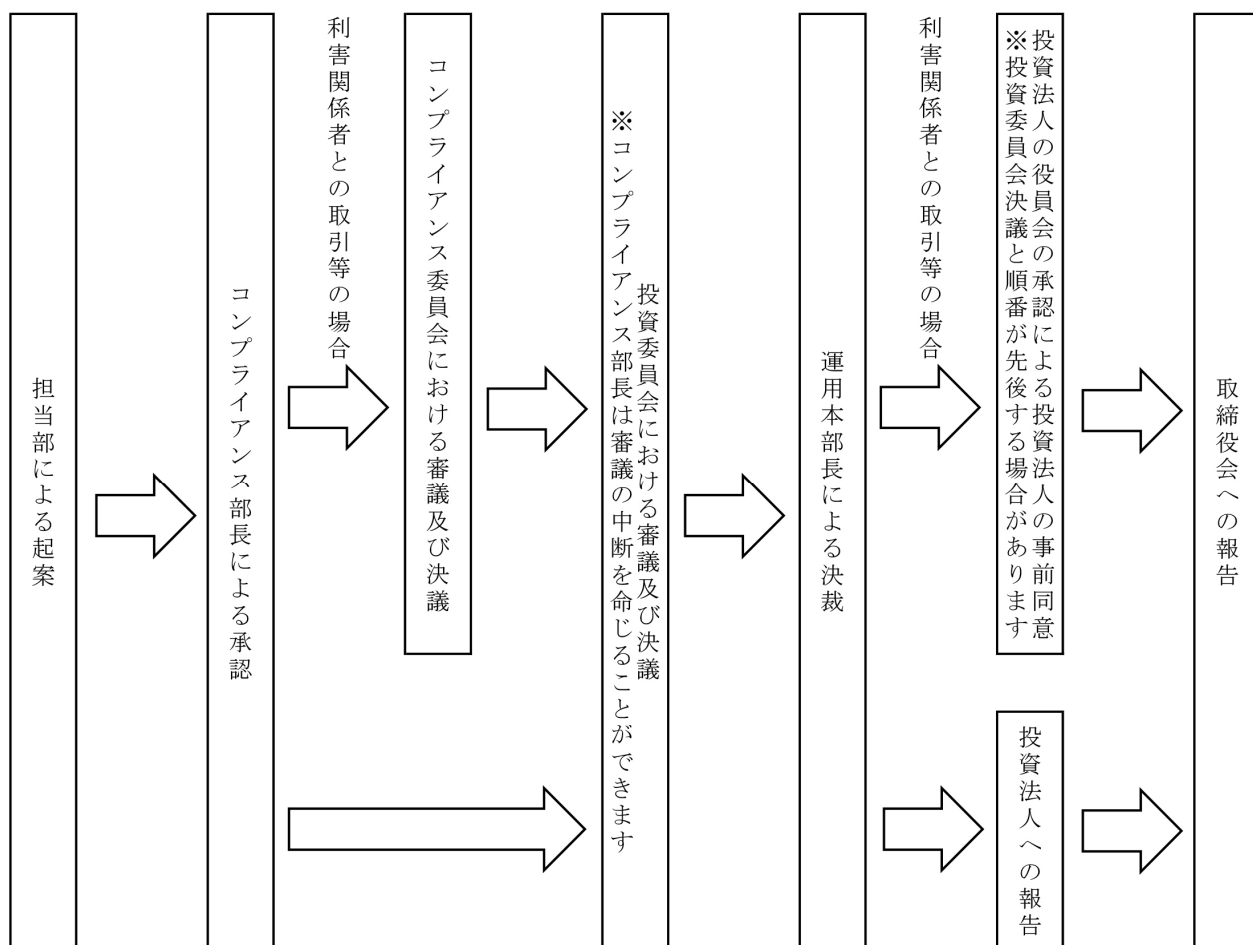 担当部による起案
コンプライアンス部長による承認
利害関係者との取引等の場合
コンプライアンス委員会における審議及び決議
投資委員会における審議及び決議
※コンプライアンス部長は審議の中断を命じることができます
運用本部長による決裁
利害関係者との取引等の場合
投資法人の役員会の承認による投資法人の事前同意
※投資委員会決議と順番が先後する場合があります
投資法人への報告
取締役会への報告